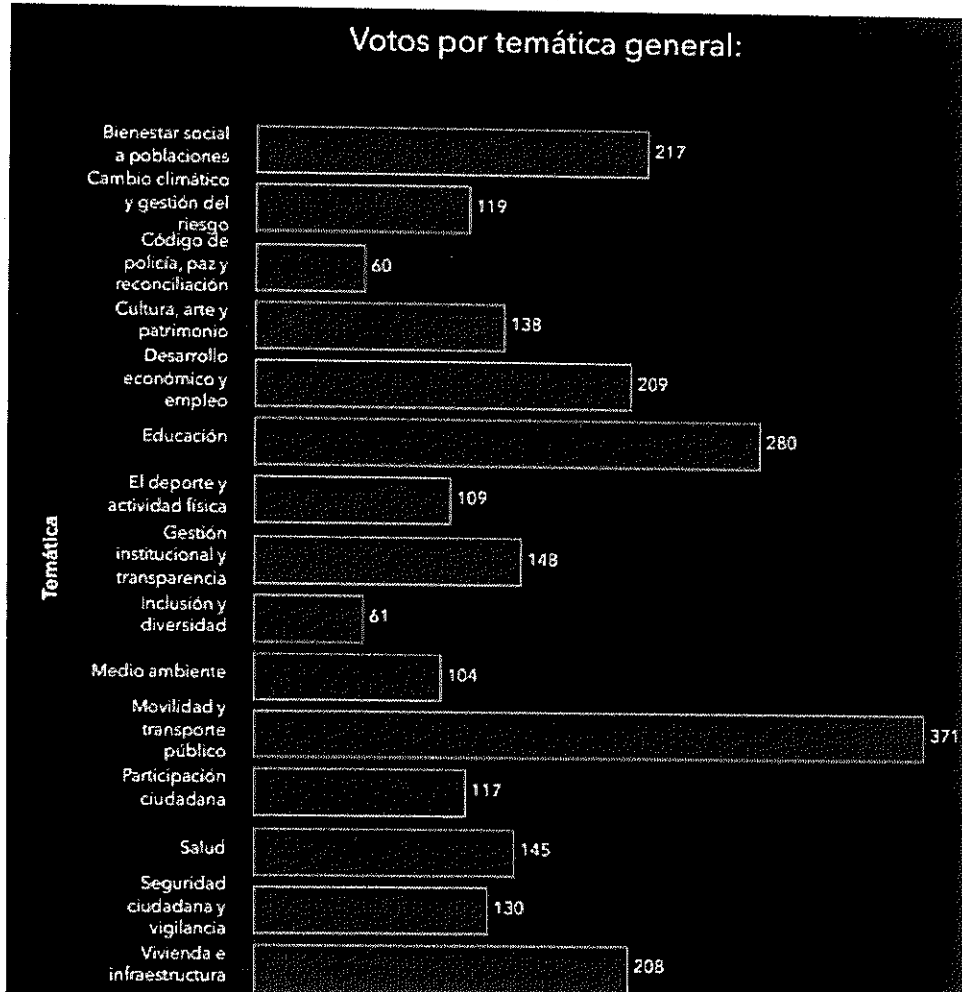 Votos por temática general:
Bienestar social
a poblaciones
217
Cambio climático
y gestión del
riesgo
119
Código de
policía, paz y
reconciliación
60
Cultura, arte y
patrimonio
138
Desarrollo
económico y
empleo
209
Educación
280
El deporte y
actividad física
109
Gestión
institucional y
transparencia
148
Inclusión y
diversidad
61
Medio ambiente
104
Movilidad y
transporte
público
371
Participación
ciudadana
117
Salud
145
Seguridad
ciudadana y
vigilancia
130
Vivienda e
infraestructura
208
Temática